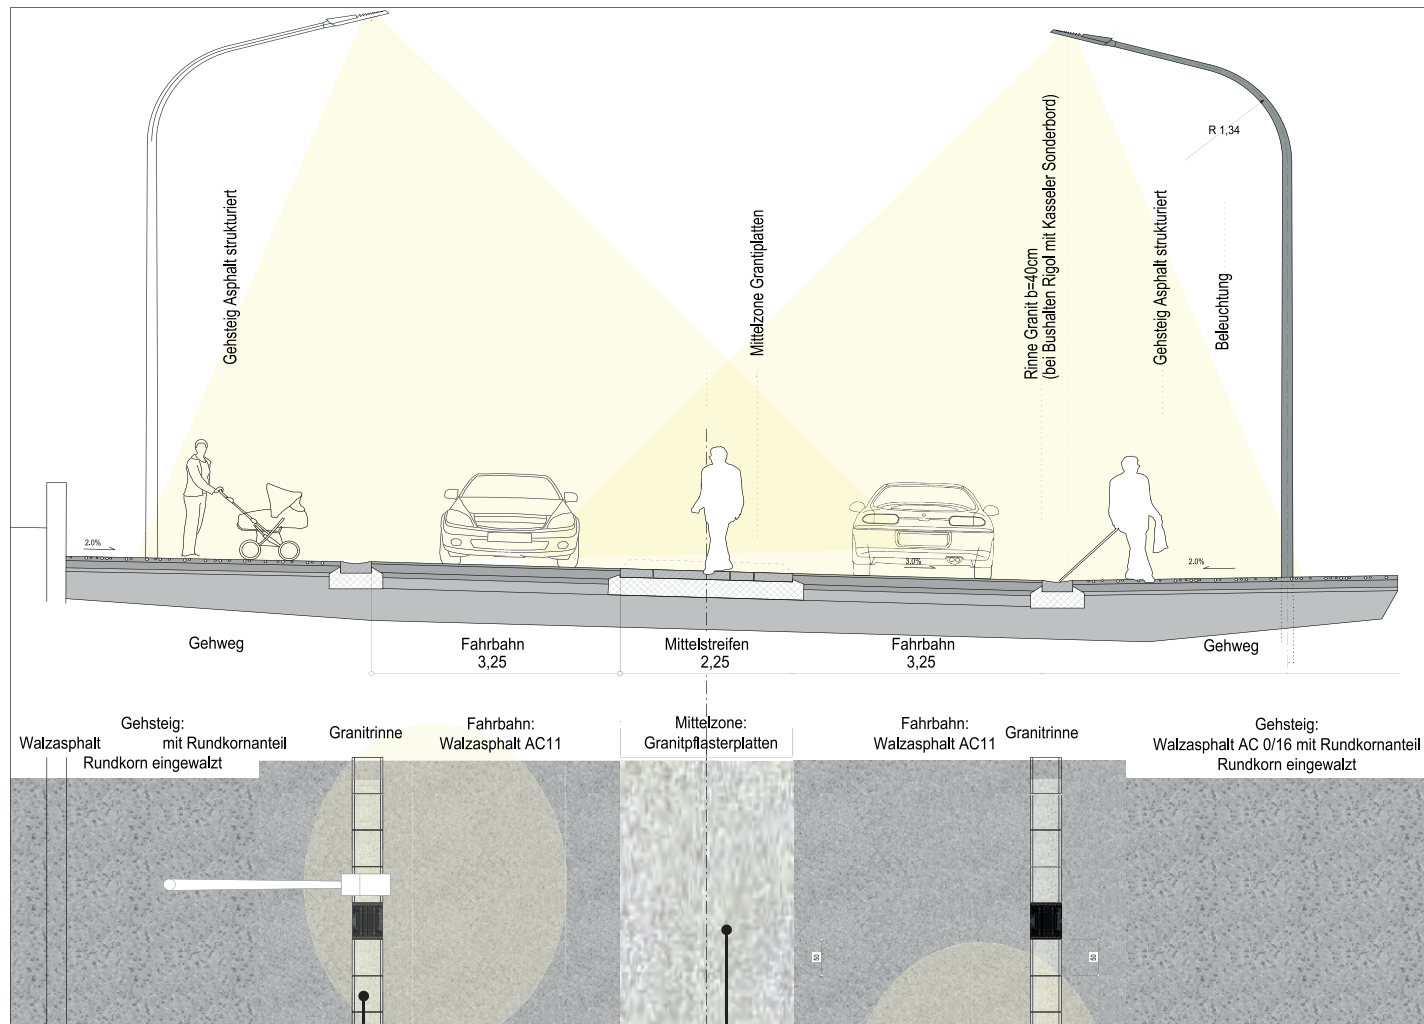 R 1,34
Gehsteig Asphalt strukturiert
Mittelzone Grantiplatten
Rinne Granit b=40cm
(bei Bushalten Rigol mit Kasseler Sonderbord)
Gehsteig Asphalt strukturiert
Beleuchtung
2.0%
3.0%
2.0%
Gehweg
Fahrbahn
3,25
Mittelstreifen
2,25
Fahrbahn
3,25
Gehweg
Gehsteig:
Walzasphalt mit Rundkornanteil
Rundkorn eingewalzt
Granitrinne
Fahrbahn:
Walzasphalt AC11
Mittelzone:
Granitpflasterplatten
Fahrbahn:
Walzasphalt AC11
Granitrinne
Gehsteig:
Walzasphalt AC 0/16 mit Rundkornanteil
Rundkorn eingewalzt
50
50